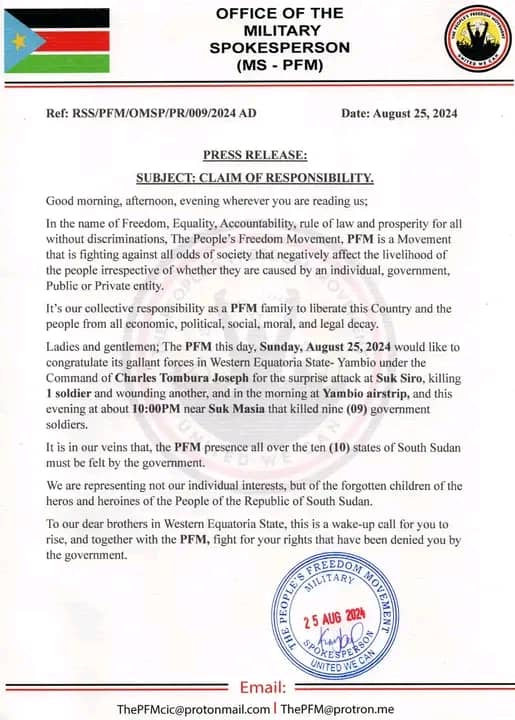 OFFICE OF THE
MILITARY
SPOKESPERSON
(MS - PFM)
THE PEOPLE'S FREEDOM MOVEMENT
UNITED WE CAN
Ref: RSS/PFM/OMSP/PR/009/2024 AD
Date: August 25, 2024
PRESS RELEASE:
SUBJECT: CLAIM OF RESPONSIBILITY.
Good morning, afternoon, evening wherever you are reading us;
In the name of Freedom, Equality, Accountability, rule of law and prosperity for all
without discriminations, The People's Freedom Movement, PFM is a Movement
that is fighting against all odds of society that negatively affect the livelihood of
the people irrespective of whether they are caused by an individual, government,
Public or Private entity.
It's our collective responsibility as a PFM family to liberate this Country and the
people from all economic, political, social, moral, and legal decay.
Ladies and gentlemen; The PFM this day, Sunday, August 25, 2024 would like to
congratulate its gallant forces in Western Equatoria State- Yambio under the
Command of Charles Tombura Joseph for the surprise attack at Suk Siro, killing
1 soldier and wounding another, and in the morning at Yambio airstrip, and this
evening at about 10:00PM near Suk Masia that killed nine (09) government
soldiers.
It is in our veins that, the PFM presence all over the ten (10) states of South Sudan
must be felt by the government.
We are representing not our individual interests, but of the forgotten children of the
heros and heroines of the People of the Republic of South Sudan.
To our dear brothers in Western Equatoria State, this is a wake-up call for you to
rise, and together with the PFM, fight for your rights that have been denied you by
the government.
THE PEOPLE'S FREEDOM MOVEMENT
MILITARY
25 AUG 2024
SPOKESPERSON
UNITED WE CAN
Email:
ThePFMcic@protonmail.com | ThePFM@protron.me